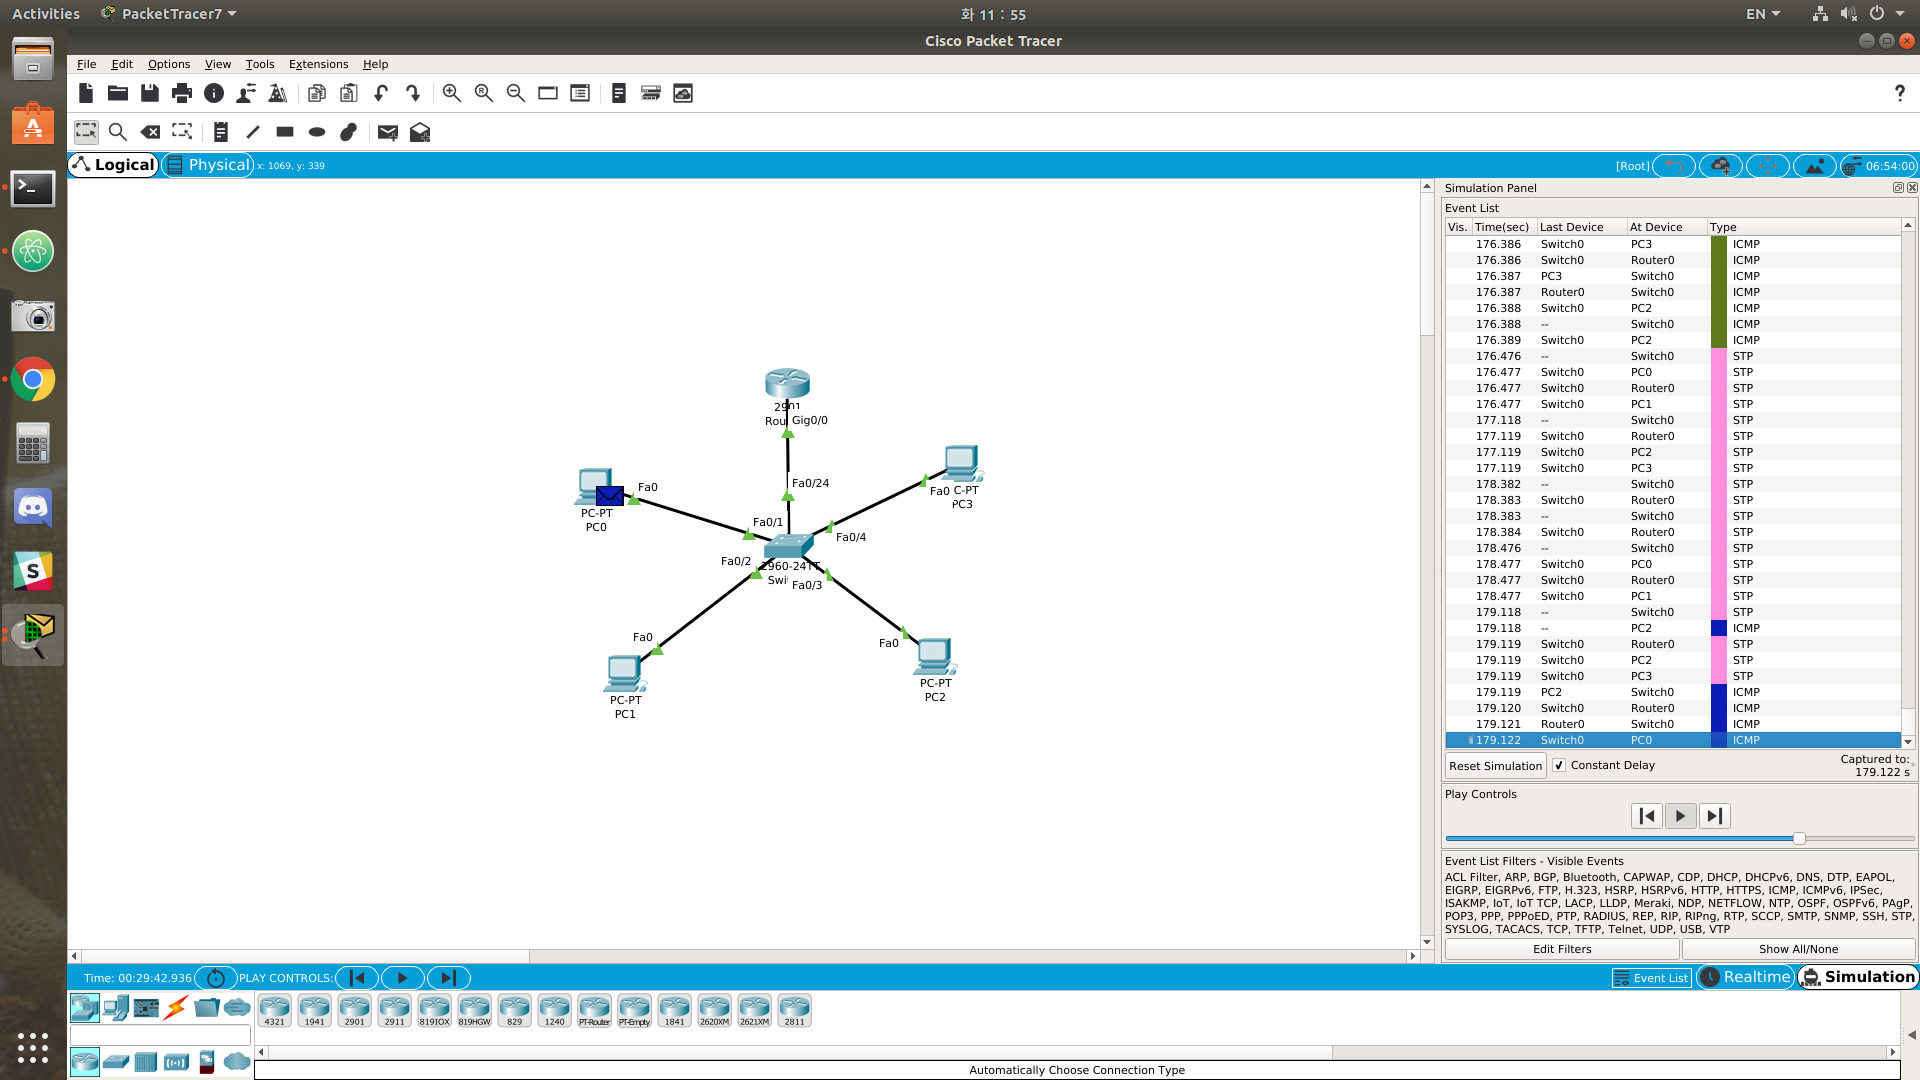 Activities PacketTracer7 화 11 : 55 EN
Cisco Packet Tracer
File Edit Options View Tools Extensions Help
?
Logical Physical x: 1069, y: 339 [Root] 06:54:00
2901
Rou Gig0/0
Fa0/24
Fa0
PC-PT
PC0
Fa0 C-PT
PC3
Fa0/1
Fa0/4
Fa0/2
2960-24TT
Swi Fa0/3
Fa0
PC-PT
PC1
Fa0
PC-PT
PC2
Simulation Panel
Event List
Vis. Time(sec) Last Device At Device Type
176.386 Switch0 PC3 ICMP
176.386 Switch0 Router0 ICMP
176.387 PC3 Switch0 ICMP
176.387 Router0 Switch0 ICMP
176.388 Switch0 PC2 ICMP
176.388 -- Switch0 ICMP
176.389 Switch0 PC2 ICMP
176.476 -- Switch0 STP
176.477 Switch0 PC0 STP
176.477 Switch0 Router0 STP
176.477 Switch0 PC1 STP
177.118 -- Switch0 STP
177.119 Switch0 Router0 STP
177.119 Switch0 PC2 STP
177.119 Switch0 PC3 STP
178.382 -- Switch0 STP
178.383 Switch0 Router0 STP
178.383 -- Switch0 STP
178.384 Switch0 Router0 STP
178.476 -- Switch0 STP
178.477 Switch0 PC0 STP
178.477 Switch0 Router0 STP
178.477 Switch0 PC1 STP
179.118 -- Switch0 STP
179.118 -- PC2 ICMP
179.119 Switch0 Router0 STP
179.119 Switch0 PC2 STP
179.119 Switch0 PC3 STP
179.119 PC2 Switch0 ICMP
179.120 Switch0 Router0 ICMP
179.121 Router0 Switch0 ICMP
179.122 Switch0 PC0 ICMP
Reset Simulation Constant Delay Captured to:
179.122 s
Play Controls
Event List Filters - Visible Events
ACL Filter, ARP, BGP, Bluetooth, CAPWAP, CDP, DHCP, DHCPv6, DNS, DTP, EAPOL,
EIGRP, EIGRPv6, FTP, H.323, HSRP, HSRPv6, HTTP, HTTPS, ICMP, ICMPv6, IPSec,
ISAKMP, IoT, IoT TCP, LACP, LLDP, Meraki, NDP, NETFLOW, NTP, OSPF, OSPFv6, PAgP,
POP3, PPP, PPPoED, PTP, RADIUS, REP, RIP, RIPng, RTP, SCCP, SMTP, SNMP, SSH, STP,
SYSLOG, TACACS, TCP, TFTP, Telnet, UDP, USB, VTP
Edit Filters Show All/None
Time: 00:29:42.936 PLAY CONTROLS: Event List Realtime Simulation
4321 1941 2901 2911 819IOX 819HGW 829 1240 PT-Router PT-Empty 1841 2620XM 2621XM 2811
Automatically Choose Connection Type